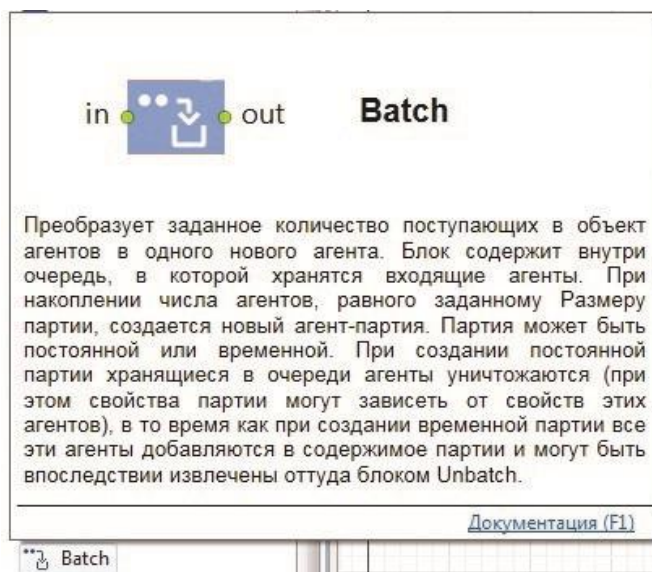 in out Batch
Преобразует заданное количество поступающих в объект
агентов в одного нового агента. Блок содержит внутри
очередь, в которой хранятся входящие агенты. При
накоплении числа агентов, равного заданному Размеру
партии, создается новый агент-партия. Партия может быть
постоянной или временной. При создании постоянной
партии хранящиеся в очереди агенты уничтожаются (при
этом свойства партии могут зависеть от свойств этих
агентов), в то время как при создании временной партии все
эти агенты добавляются в содержимое партии и могут быть
впоследствии извлечены оттуда блоком Unbatch.
Документация (F1)
Batch